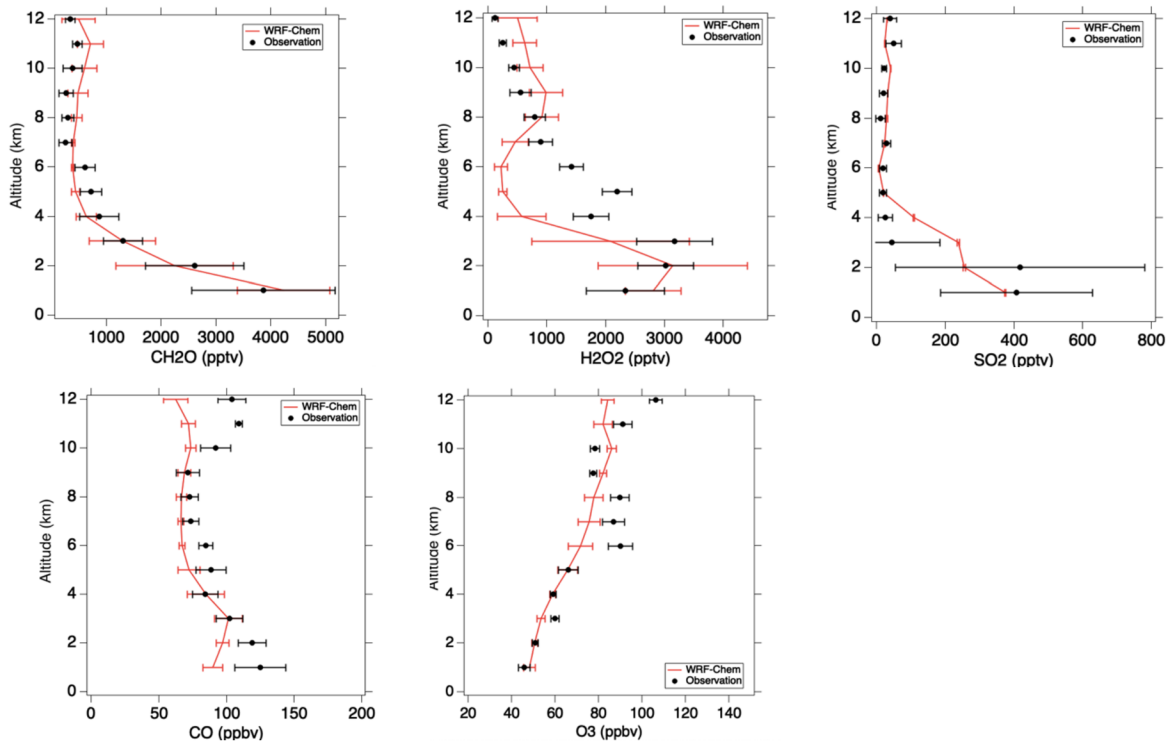 12
10
8
6
4
2
0
Altitude (km)
WRF-Chem
Observation
1000 2000 3000 4000 5000
CH2O (pptv)
12
10
8
6
4
2
0
Altitude (km)
WRF-Chem
Observation
0 1000 2000 3000 4000
H2O2 (pptv)
12
10
8
6
4
2
0
Altitude (km)
WRF-Chem
Observation
0 200 400 600 800
SO2 (pptv)
12
10
8
6
4
2
0
Altitude (km)
WRF-Chem
Observation
0 50 100 150 200
CO (ppbv)
12
10
8
6
4
2
0
Altitude (km)
WRF-Chem
Observation
20 40 60 80 100 120 140
O3 (ppbv)